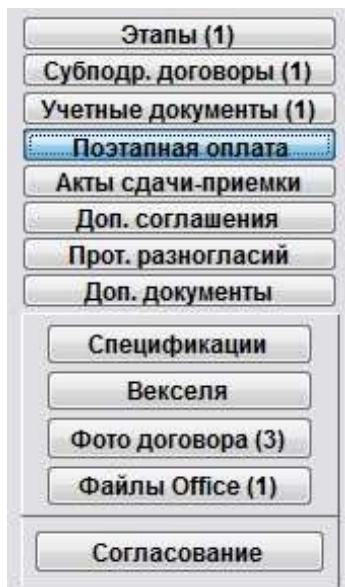 Этапы (1)
Субподр. договоры (1)
Учетные документы (1)
Поэтапная оплата
Акты сдачи-приемки
Доп. соглашения
Прот. разногласий
Доп. документы
Спецификации
Векселя
Фото договора (3)
Файлы Office (1)
Согласование